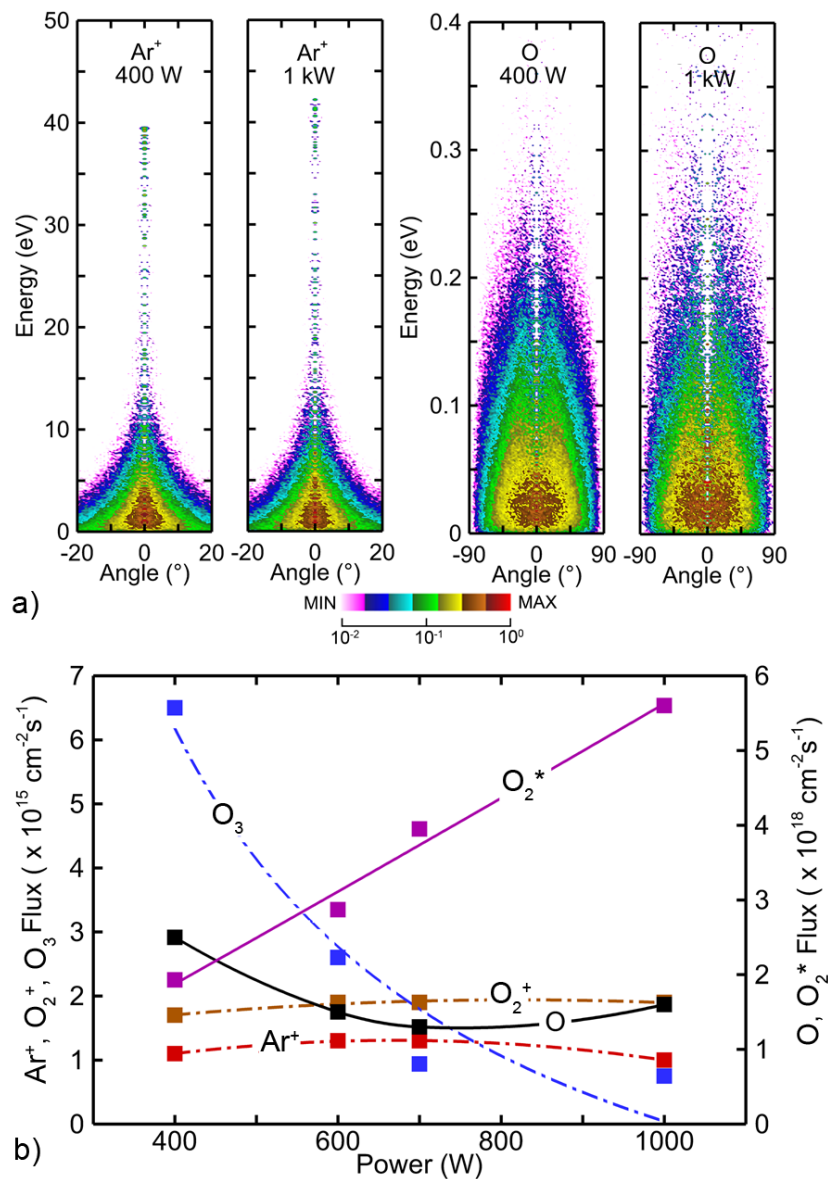 50
40
30
20
10
0
Energy (eV)
Ar⁺
400 W
Ar⁺
1 kW
-20 0 20
-20 0 20
Angle (°)
Angle (°)
0.4
0.3
0.2
0.1
0
Energy (eV)
O
400 W
O
1 kW
-90 0 90
-90 0 90
Angle (°)
Angle (°)
a)
MIN MAX
10⁻² 10⁻¹ 10⁰
7
6
5
4
3
2
1
0
Ar⁺, O₂⁺, O₃ Flux ( x 10¹⁵ cm⁻²s⁻¹)
O₃
O₂*
O₂⁺
O
Ar⁺
6
5
4
3
2
1
0
O, O₂* Flux ( x 10¹⁸ cm⁻²s⁻¹)
400 600 800 1000
Power (W)
b)